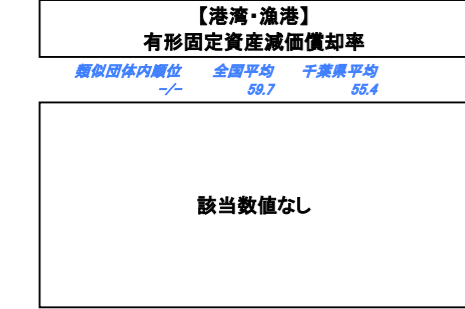 【港湾・漁港】
有形固定資産減価償却率
類似団体内順位 全国平均 千葉県平均
-/- 59.7 55.4
該当数値なし